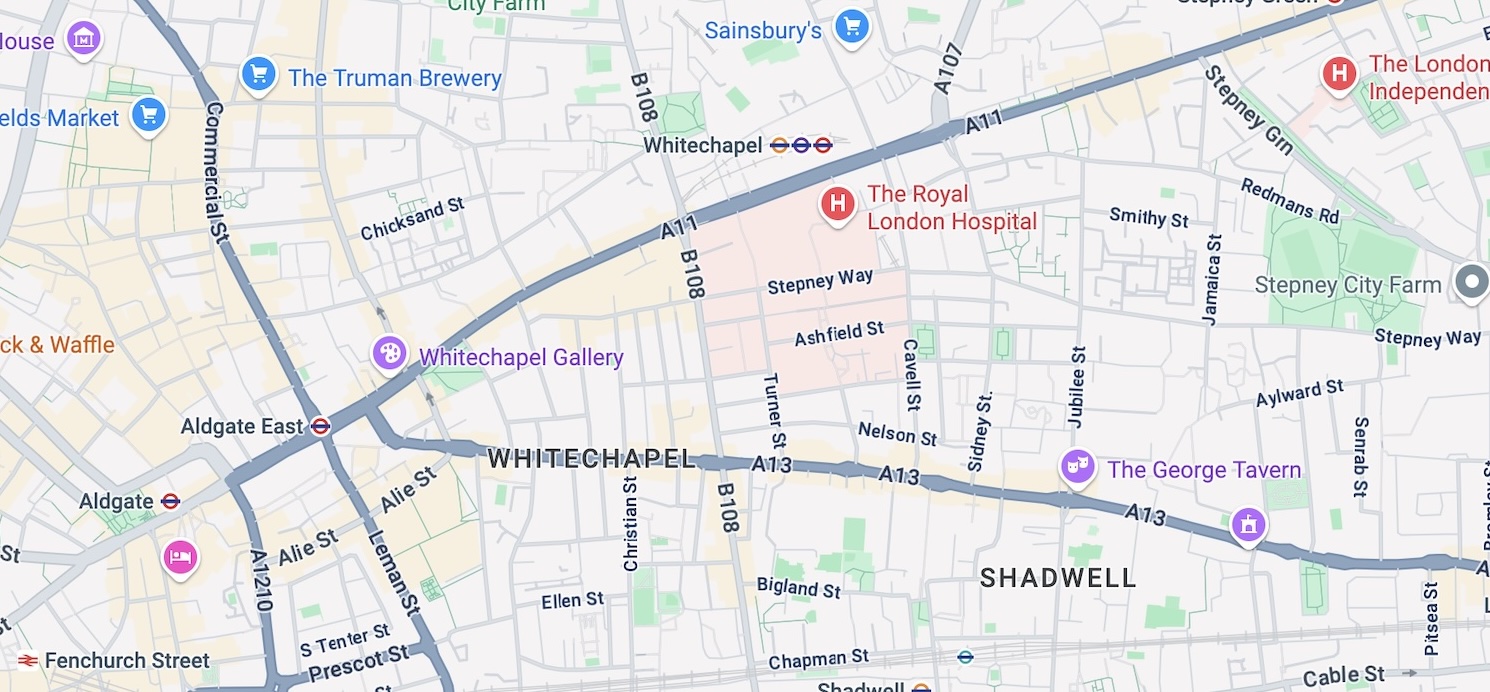 City Farm
Stepney Green
House
Sainsbury's
The Truman Brewery
B108
A107
The London
Independen
elds Market
Commercial St
Stepney Grn
A11
Whitechapel
H
H
The Royal
London Hospital
Redmans Rd
Chicksand St
Smithy St
A11
B108
Jamaica St
Stepney Way
Stepney City Farm
Ashfield St
Stepney Way
ck & Waffle
Whitechapel Gallery
Cavell St
Jubilee St
Turner St
Aylward St
Aldgate East
Nelson St
Sidney St.
Senrab St
WHITECHAPEL
A13
A13
The George Tavern
Alie St
Aldgate
Christian St
B108
A13
Bromley St
St
Alie St
A1210
Leman St
SHADWELL
Ellen St
Bigland St
Pitsea St
S Tenter St
Prescot St
Fenchurch Street
Chapman St
Cable St
Shadwell
St